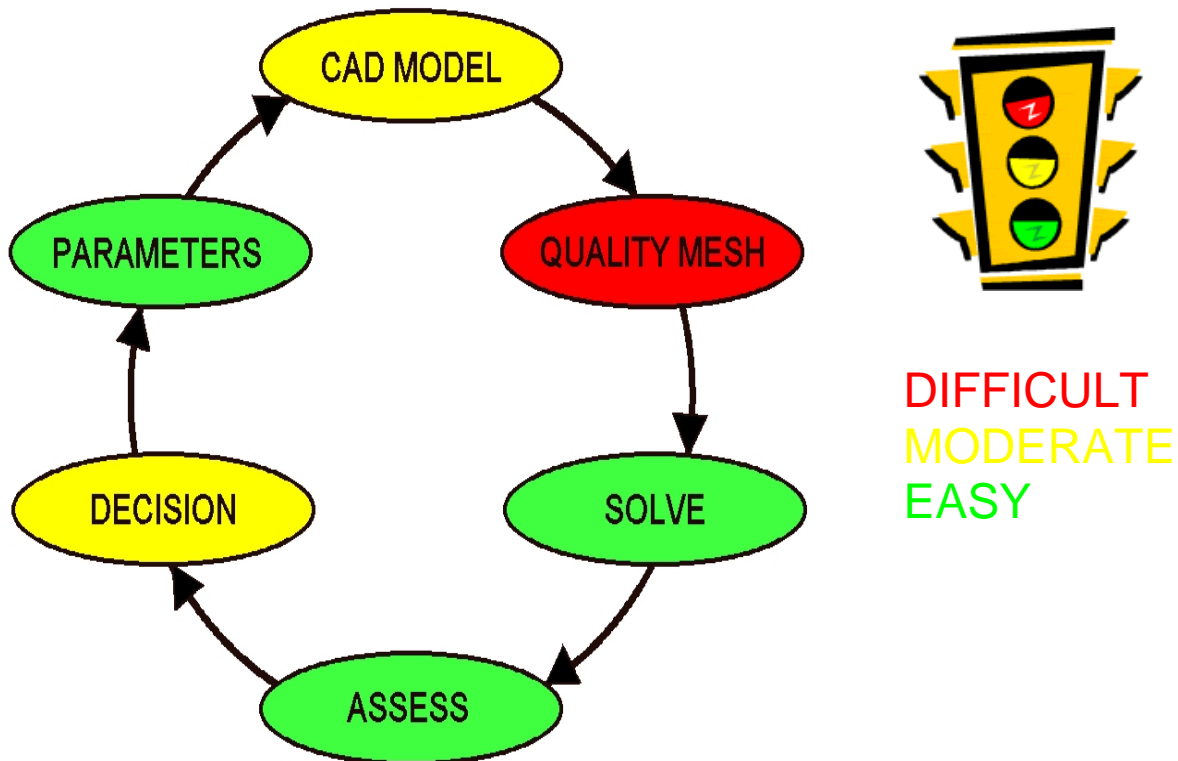 CAD MODEL
PARAMETERS
QUALITY MESH
DECISION
SOLVE
ASSESS
DIFFICULT
MODERATE
EASY